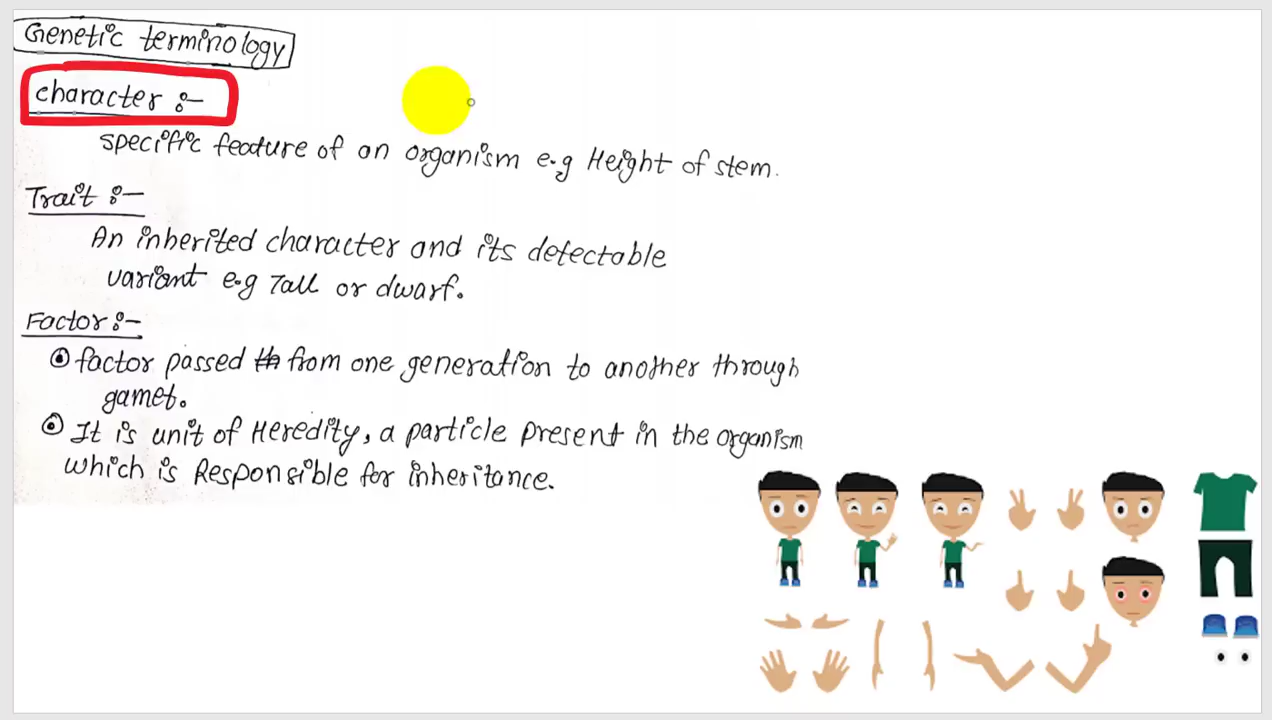 Genetic terminology
character :-
specific feature of an organism e.g Height of stem.
Trait :-
An inherited character and its detectable
variant e.g Tall or dwarf.
Factor :-
factor passed from one generation to another through
gamet.
It is unit of Heredity, a particle present in the organism
which is Responsible for inheritance.